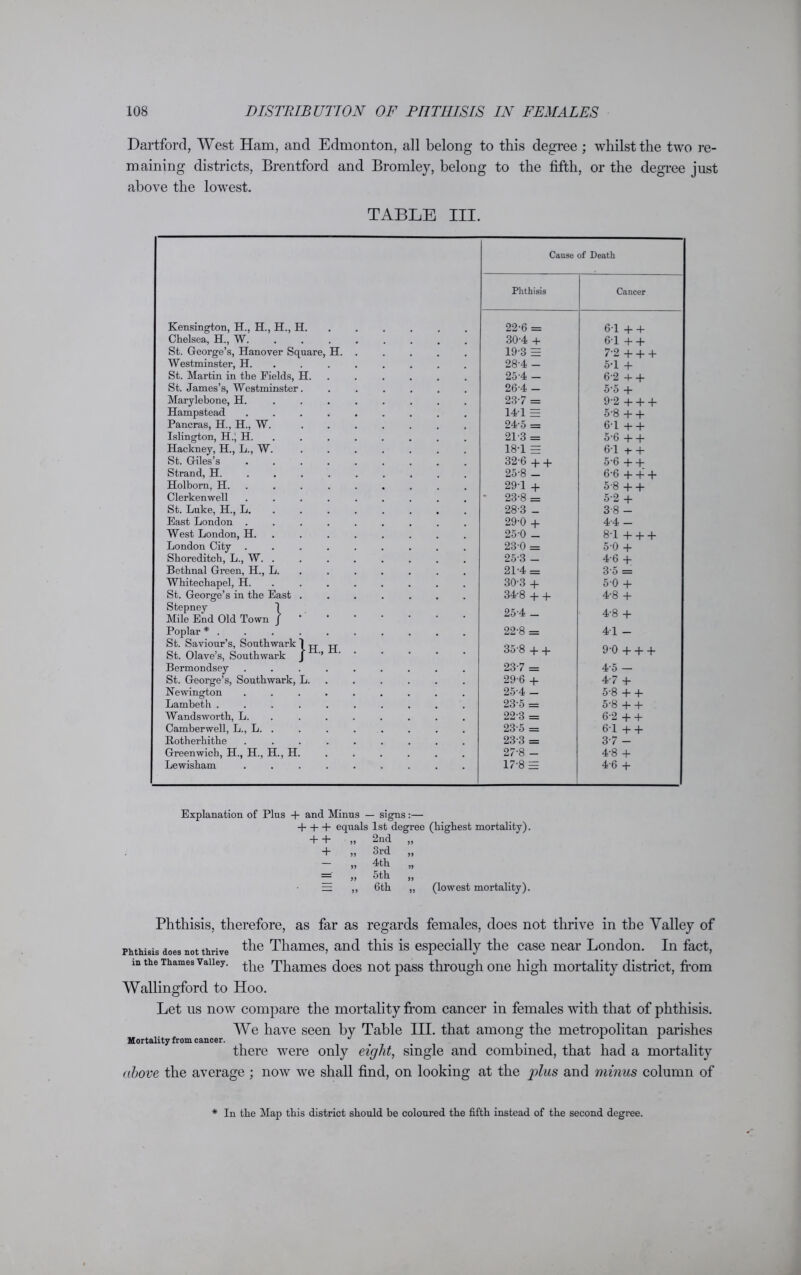 108 DISTRIBUTION OF PHTHISIS IN FEMALES
Dartford, West Ham, and Edmonton, all belong to this degree; whilst the two re-
maining districts, Brentford and Bromley, belong to the fifth, or the degree just
above the lowest.
TABLE III.
Cause of Death
Phthisis Cancer
Kensington, H., H., H., H. 22·6 = 6·1 + +
Chelsea, H., W. 30·4 + 6·1 + +
St. George's, Hanover Square, H. 19·3 ≡ 7·2 + + +
Westminster, H. 28·4 — 5·1 +
St. Martin in the Fields, H. 25·4 — 6·2 + +
St. James's, Westminster. 26·4 — 5·5 +
Marylebone, H. 23·7 = 9·2 + + +
Hampstead 14·1 ≡ 5·8 + +
Pancras, H., H., W. 24·5 = 6·1 + +
Islington, H., H. 21·3 = 5·6 + +
Hackney, H., L., W. 18·1 ≡ 6·1 + +
St. Giles's 32·6 + + 5·6 + +
Strand, H. 25·8 — 6·6 + + +
Holborn, H. 29·1 + 5·8 + +
Clerkenwell 23·8 = 5·2 +
St. Luke, H., L. 28·3 — 3·8 —
East London 29·0 + 4·4 —
West London, H. 25·0 — 8·1 + + +
London City 23·0 = 5·0 +
Shoreditch, L., W. 25·3 — 4·6 +
Bethnal Green, H., L. 21·4 = 3·5 =
Whitechapel, H. 30·3 + 5·0 +
St. George's in the East 34·8 + + 4·8 +
Stepney }
Mile End Old Town } 25·4 — 4·8 +
Poplar * 22·8 = 4·1 —
St. Saviour's, Southwark }
St. Olave's, Southwark } H., H. 35·8 + + 9·0 + + +
Bermondsey 23·7 = 4·5 —
St. George's, Southwark, L. 29·6 + 4·7 +
Newington 25·4 — 5·8 + +
Lambeth 23·5 = 5·8 + +
Wandsworth, L. 22·3 = 6·2 + +
Camberwell, L., L. 23·5 = 6·1 + +
Rotherhithe 23·3 = 3·7 —
Greenwich, H., H., H., H. 27·8 — 4·8 +
Lewisham 17·8 ≡ 4·6 +
Explanation of Plus + and Minus — signs:—
+ + + equals 1st degree (highest mortality).
+ + „ 2nd „
+ „ 3rd „
— „ 4th „
= „ 5th „
≡ „ 6th „ (lowest mortality).
Phthisis, therefore, as far as regards females, does not thrive in the Valley of
Phthisis does not thrive the Thames, and this is especially the case near London. In fact,
in the Thames Valley. the Thames does not pass through one high mortality district, from
Wallingford to Hoo.
Let us now compare the mortality from cancer in females with that of phthisis.
We have seen by Table III. that among the metropolitan parishes
Mortality from cancer.
there were only eight, single and combined, that had a mortality
above the average; now we shall find, on looking at the plus and minus column of
* In the Map this district should be coloured the fifth instead of the second degree.